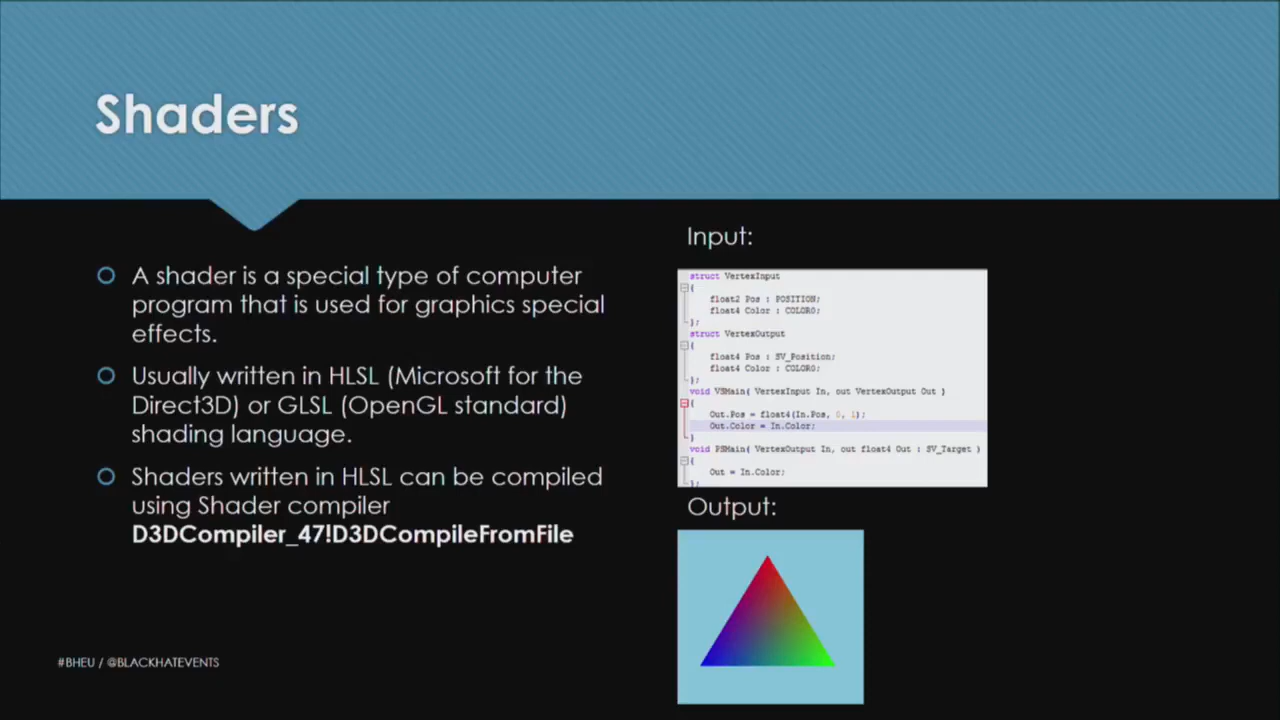 Shaders
A shader is a special type of computer
program that is used for graphics special
effects.
Usually written in HLSL (Microsoft for the
Direct3D) or GLSL (OpenGL standard)
shading language.
Shaders written in HLSL can be compiled
using Shader compiler
D3DCompiler_47!D3DCompileFromFile
Input:
struct VertexInput
{
float2 Pos : POSITION;
float4 Color : COLOR0;
};
struct VertexOutput
{
float4 Pos : SV_Position;
float4 Color : COLOR0;
};
void VSMain( VertexInput In, out VertexOutput Out )
{
Out.Pos = float4(In.Pos, 0, 1);
Out.Color = In.Color;
}
void PSMain( VertexOutput In, out float4 Out : SV_Target )
{
Out = In.Color;
};
Output:
#BHEU / @BLACKHATEVENTS